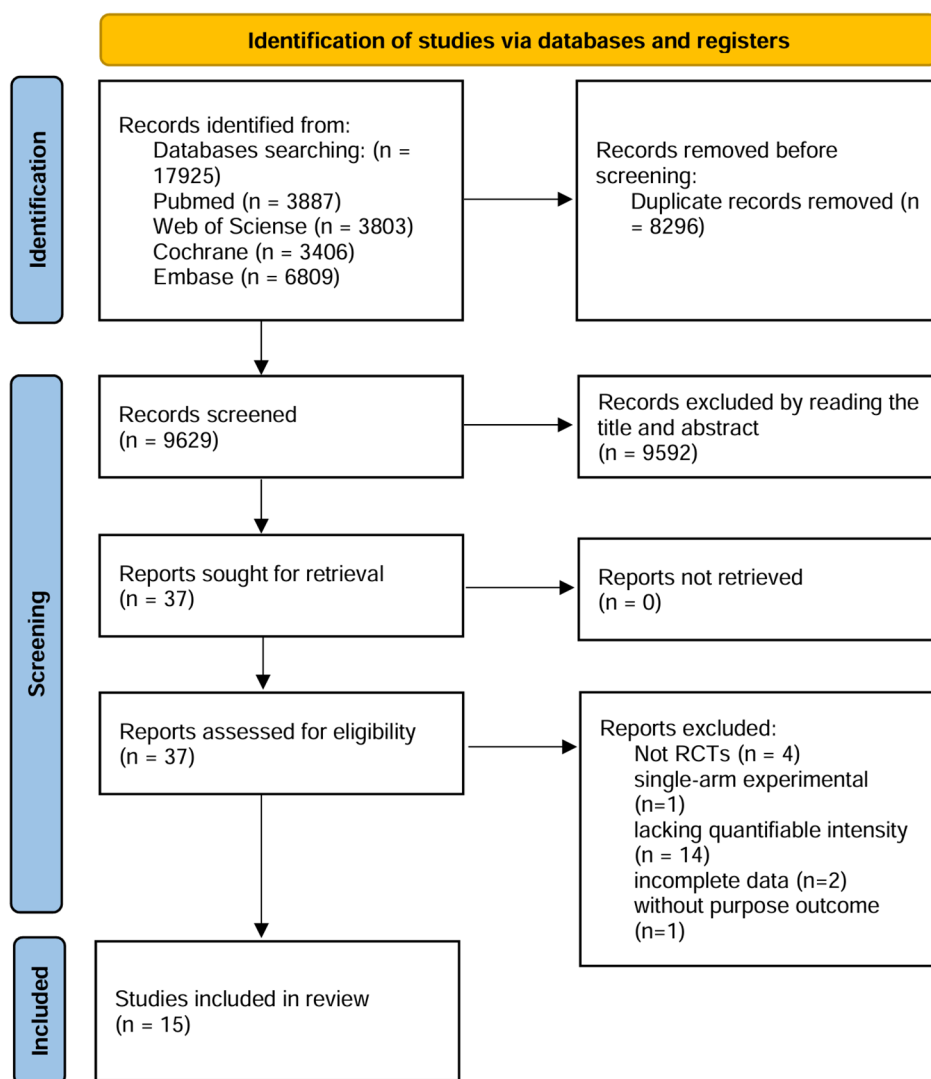 Identification of studies via databases and registers
Identification
Records identified from:
Databases searching: (n =
17925)
Pubmed (n = 3887)
Web of Sciense (n = 3803)
Cochrane (n = 3406)
Embase (n = 6809)
Records removed before
screening:
Duplicate records removed (n
= 8296)
Screening
Records screened
(n = 9629)
Records excluded by reading the
title and abstract
(n = 9592)
Reports sought for retrieval
(n = 37)
Reports not retrieved
(n = 0)
Reports assessed for eligibility
(n = 37)
Reports excluded:
Not RCTs (n = 4)
single-arm experimental
(n=1)
lacking quantifiable intensity
(n = 14)
incomplete data (n=2)
without purpose outcome
(n=1)
Included
Studies included in review
(n = 15)